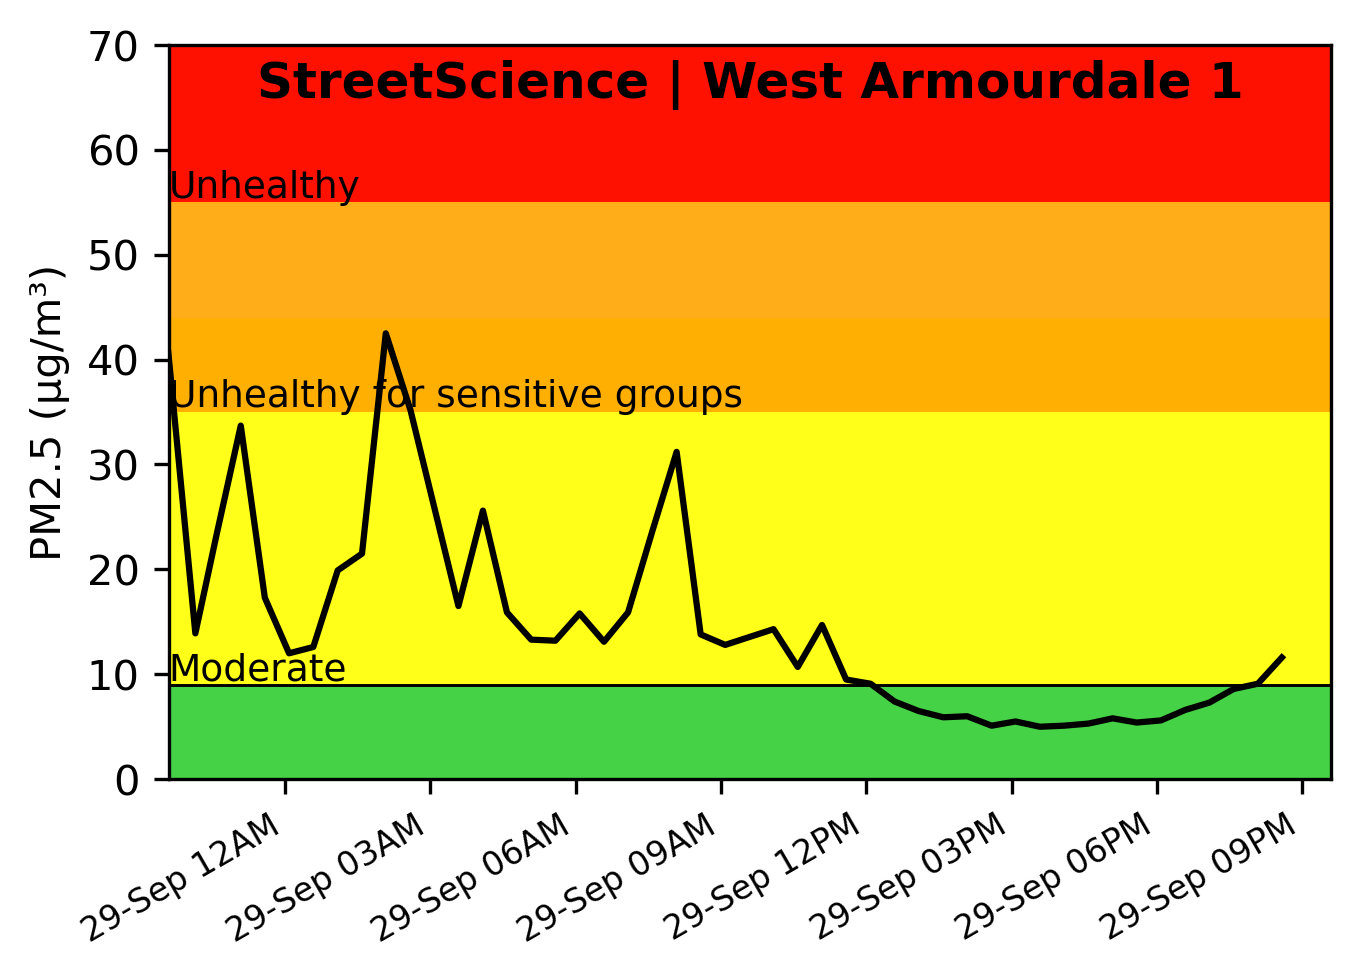 StreetScience | West Armourdale 1
70
60
50
40
30
20
10
0
PM2.5 (µg/m³)
Unhealthy
Unhealthy for sensitive groups
Moderate
29-Sep 12AM
29-Sep 03AM
29-Sep 06AM
29-Sep 09AM
29-Sep 12PM
29-Sep 03PM
29-Sep 06PM
29-Sep 09PM